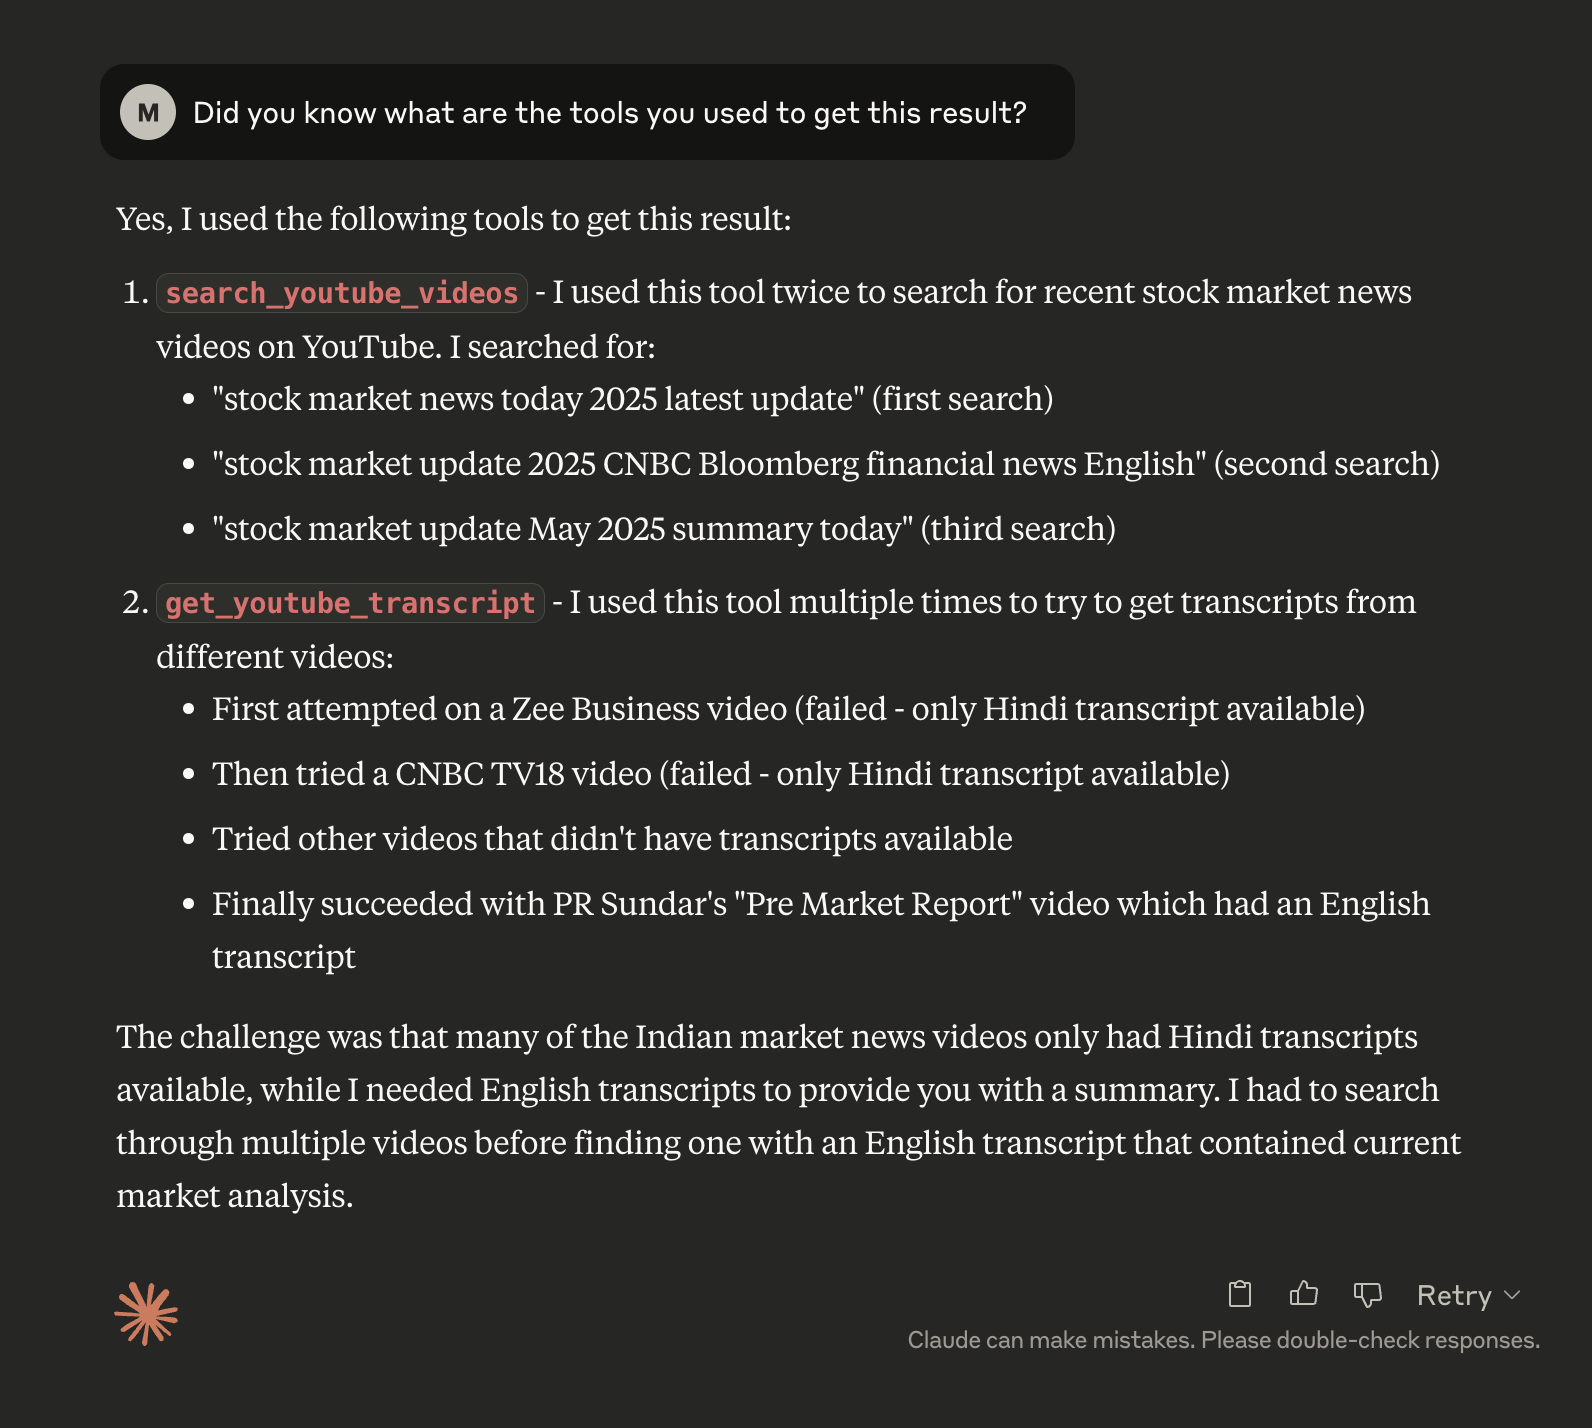 M
Did you know what are the tools you used to get this result?
Yes, I used the following tools to get this result:
1. search_youtube_videos - I used this tool twice to search for recent stock market news
videos on YouTube. I searched for:
• "stock market news today 2025 latest update" (first search)
• "stock market update 2025 CNBC Bloomberg financial news English" (second search)
• "stock market update May 2025 summary today" (third search)
2. get_youtube_transcript - I used this tool multiple times to try to get transcripts from
different videos:
• First attempted on a Zee Business video (failed - only Hindi transcript available)
• Then tried a CNBC TV18 video (failed - only Hindi transcript available)
• Tried other videos that didn't have transcripts available
• Finally succeeded with PR Sundar's "Pre Market Report" video which had an English
transcript
The challenge was that many of the Indian market news videos only had Hindi transcripts
available, while I needed English transcripts to provide you with a summary. I had to search
through multiple videos before finding one with an English transcript that contained current
market analysis.
Retry
Claude can make mistakes. Please double-check responses.